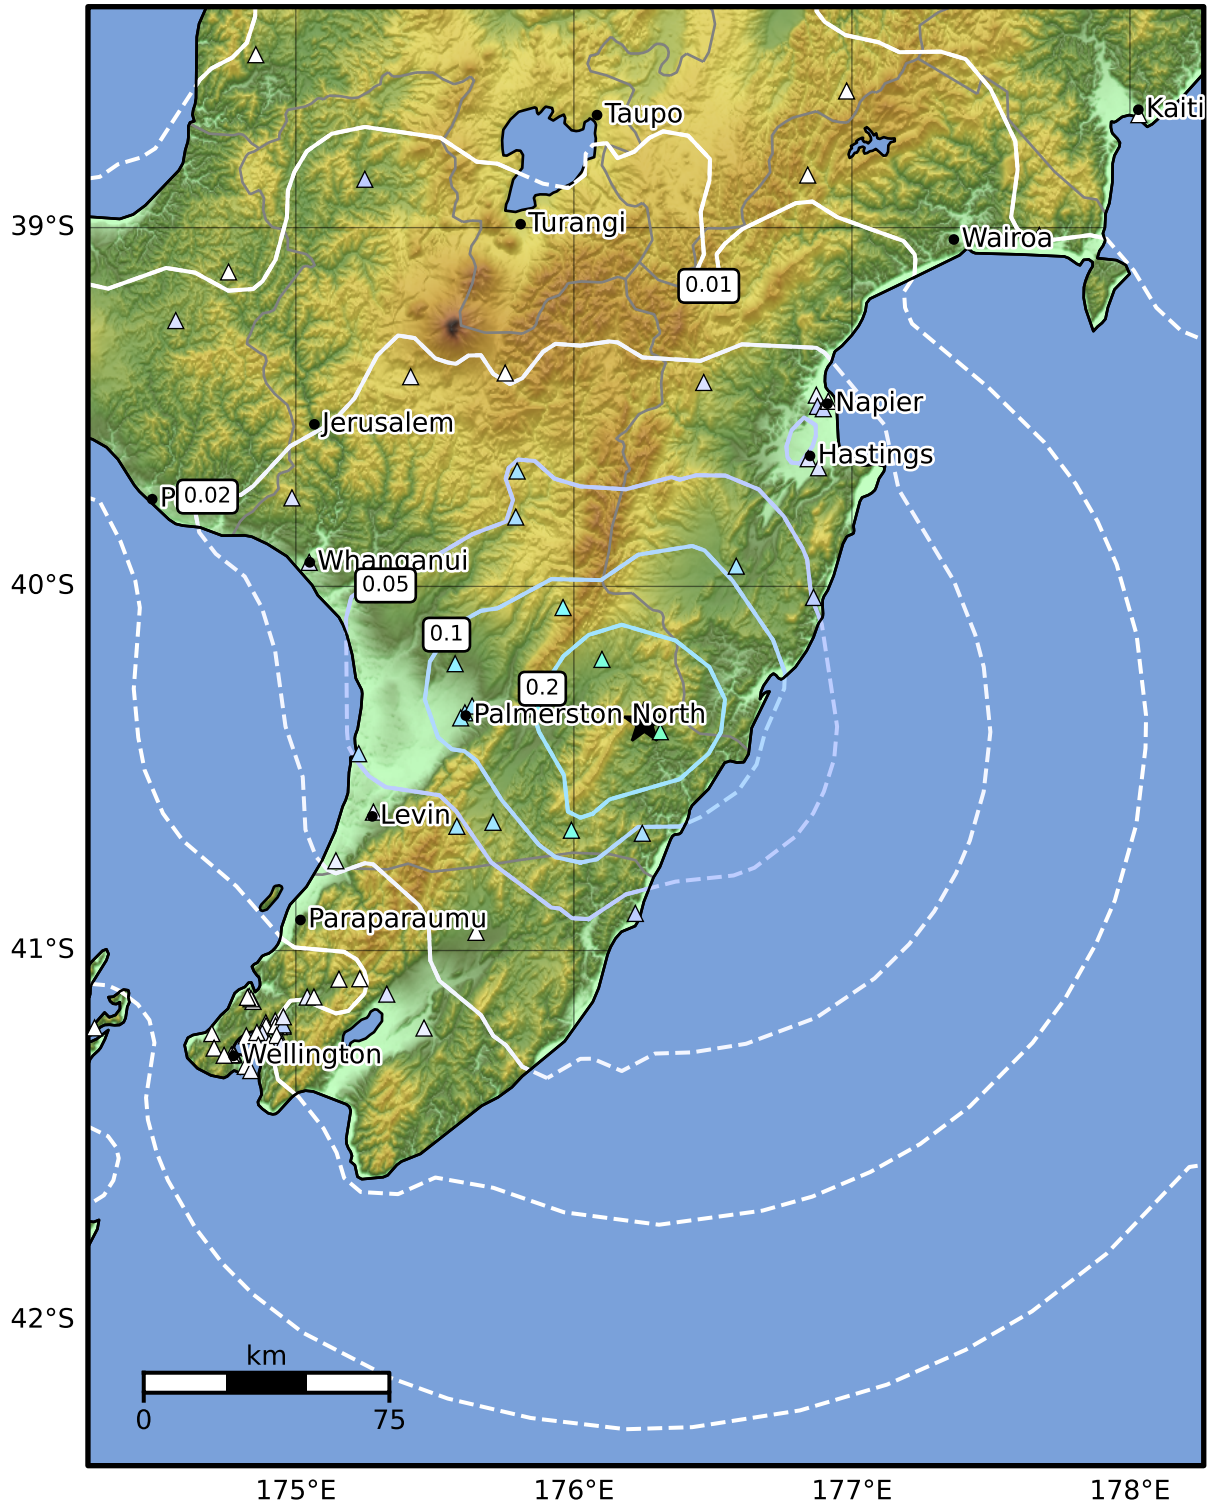 Taupo
Kaiti
39°S
Turangi
Wairoa
0.01
Napier
Jerusalem
Hastings
P
0.02
Whanganui
40°S
0.05
0.1
0.2
Palmerston North
Levin
Paraparaumu
41°S
Wellington
42°S
km
0
75
175°E
176°E
177°E
178°E